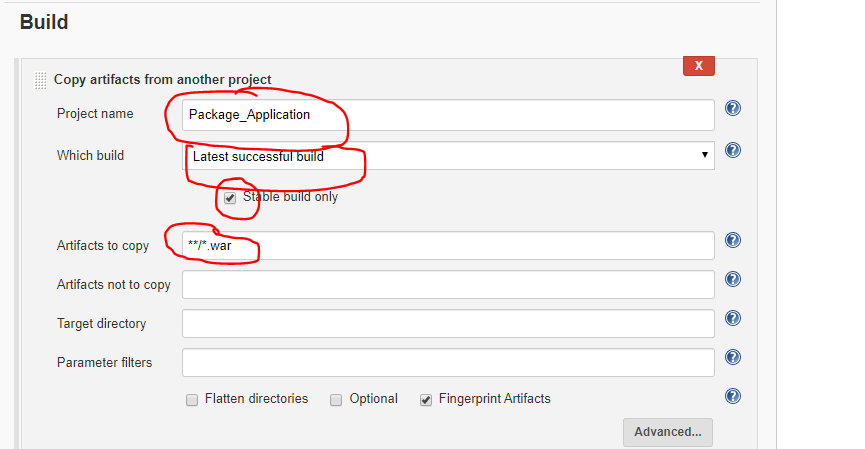 Build
X
Copy artifacts from another project
Project name
Package_Application
?
Which build
Latest successful build
?
Stable build only
Artifacts to copy
**/*.war
?
Artifacts not to copy
?
Target directory
?
Parameter filters
?
Flatten directories
Optional
Fingerprint Artifacts
?
Advanced...